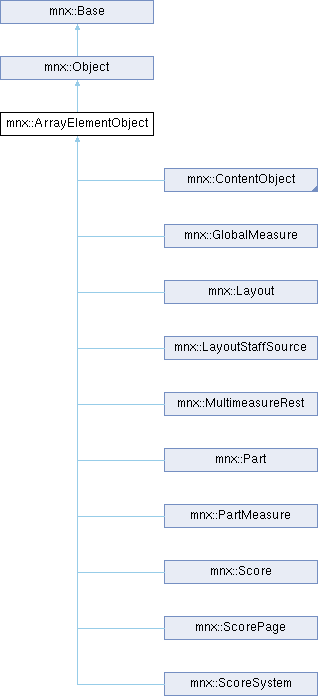 mnx::Base
mnx::Object
mnx::ArrayElementObject
mnx::ContentObject
mnx::GlobalMeasure
mnx::Layout
mnx::LayoutStaffSource
mnx::MultimeasureRest
mnx::Part
mnx::PartMeasure
mnx::Score
mnx::ScorePage
mnx::ScoreSystem